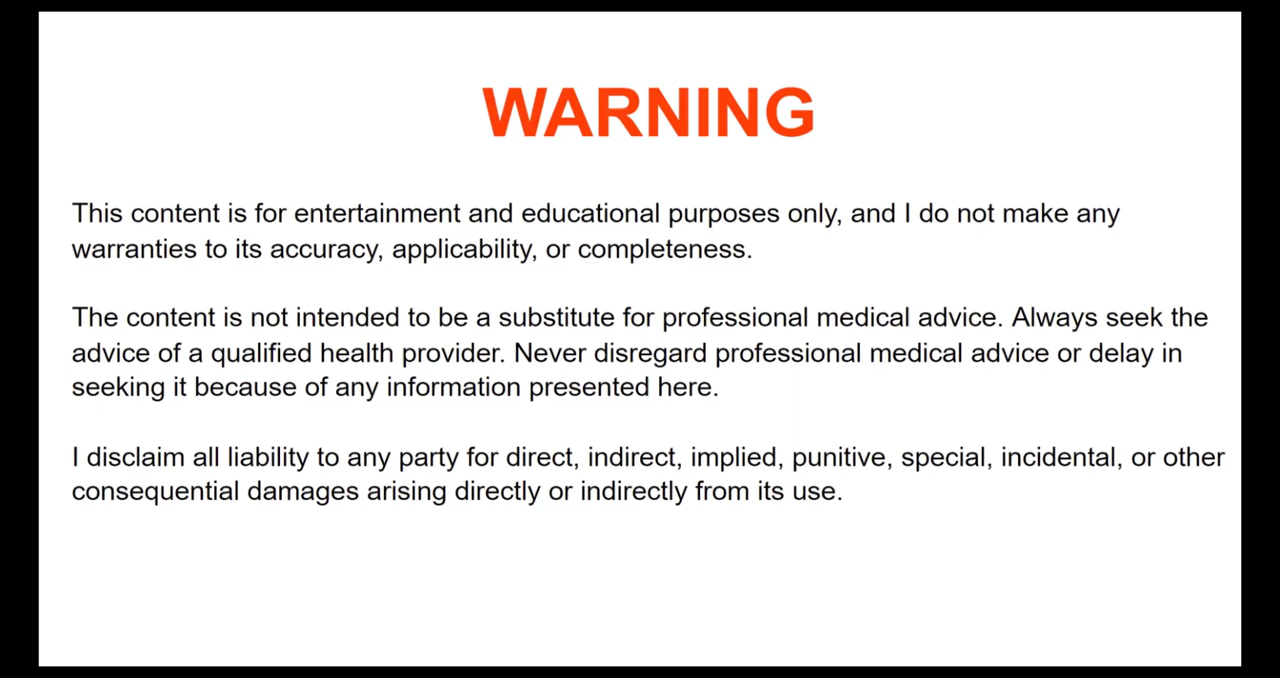 WARNING
This content is for entertainment and educational purposes only, and I do not make any
warranties to its accuracy, applicability, or completeness.
The content is not intended to be a substitute for professional medical advice. Always seek the
advice of a qualified health provider. Never disregard professional medical advice or delay in
seeking it because of any information presented here.
I disclaim all liability to any party for direct, indirect, implied, punitive, special, incidental, or other
consequential damages arising directly or indirectly from its use.